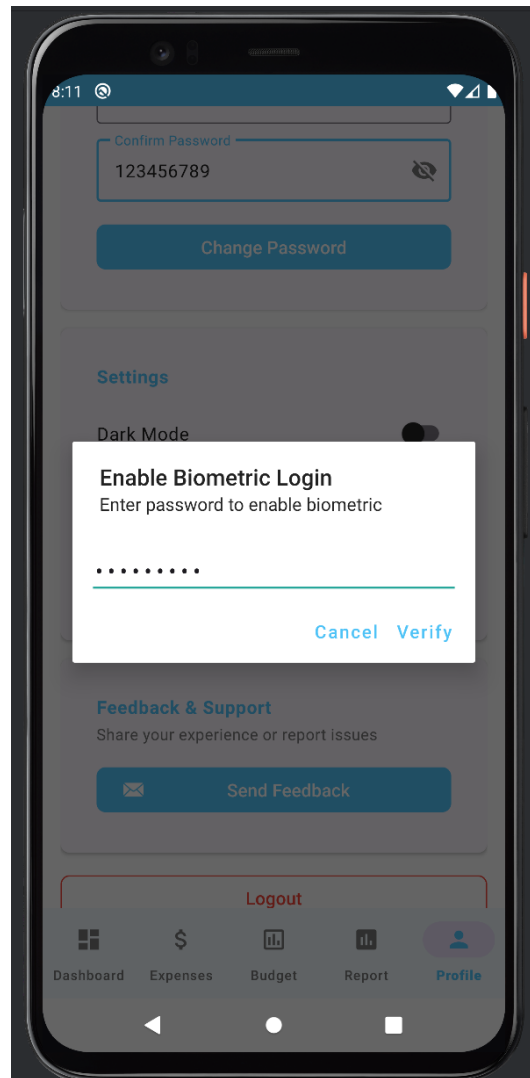 8:11
Confirm Password
123456789
Change Password
Settings
Dark Mode
Enable Biometric Login
Enter password to enable biometric
•••••••••
Cancel Verify
Feedback & Support
Share your experience or report issues
Send Feedback
Logout
$
Dashboard Expenses Budget Report Profile